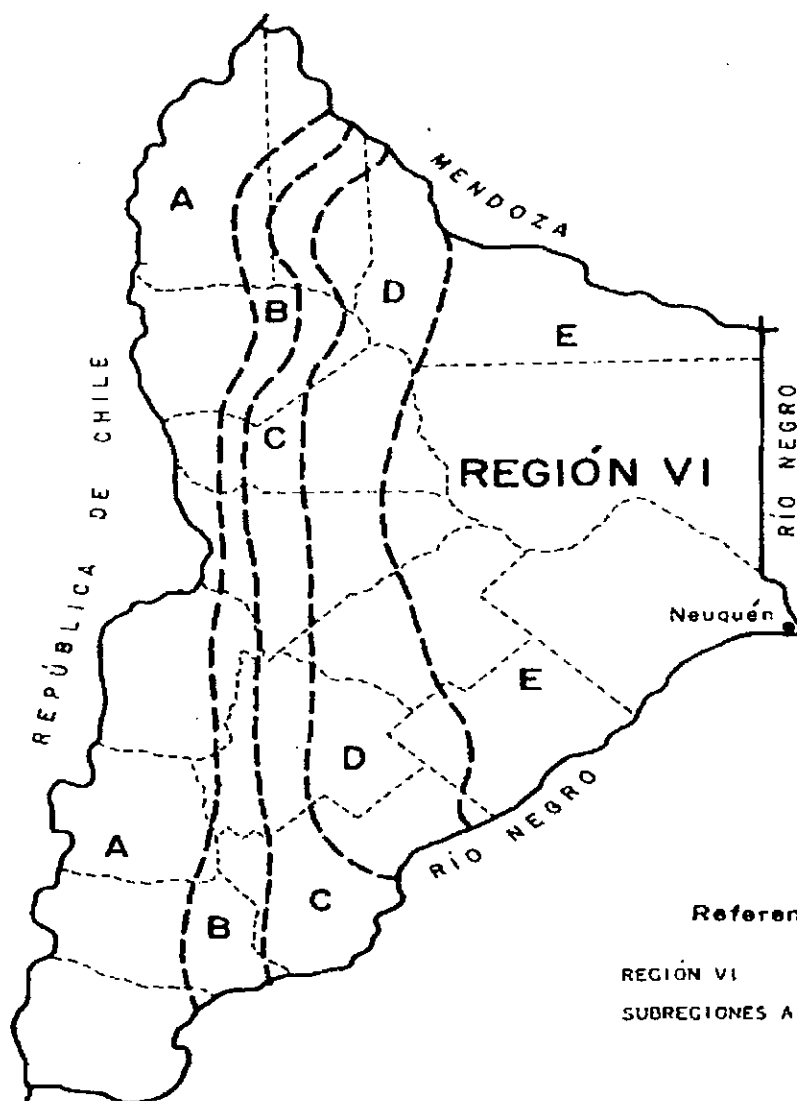 A
MENDOZA
B
D
E
REPÚBLICA DE CHILE
C
REGIÓN VI
RÍO NEGRO
Neuquén
E
D
A
RÍO NEGRO
B
C
REGIÓN VI
SUBREGIONES A